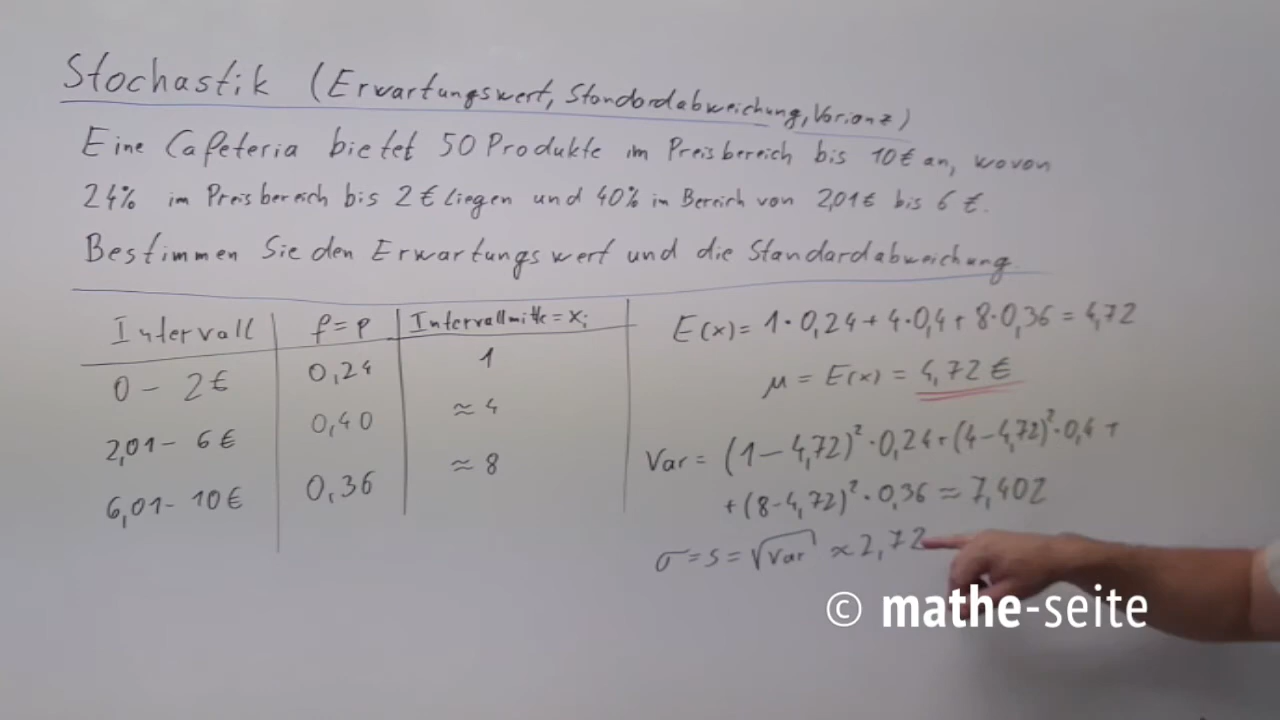 Stochastik (Erwartungswert, Standardabweichung, Varianz)
Eine Cafeteria bietet 50 Produkte im Preisbereich bis 10€ an, wovon
24% im Preisbereich bis 2€ liegen und 40% im Bereich von 2,01€ bis 6€.
Bestimmen Sie den Erwartungswert und die Standardabweichung.
Intervall f=p Intervallmitte = xᵢ
0 - 2€ 0,24 1
2,01 - 6€ 0,40 ≈ 4
6,01 - 10€ 0,36 ≈ 8
E(x) = 1·0,24 + 4·0,4 + 8·0,36 = 4,72
μ = E(x) = 4,72 €
Var = (1 - 4,72)²·0,24 + (4 - 4,72)²·0,4 +
+ (8 - 4,72)²·0,36 ≈ 7,402
σ = s = √Var ≈ 2,72
© mathe-seite